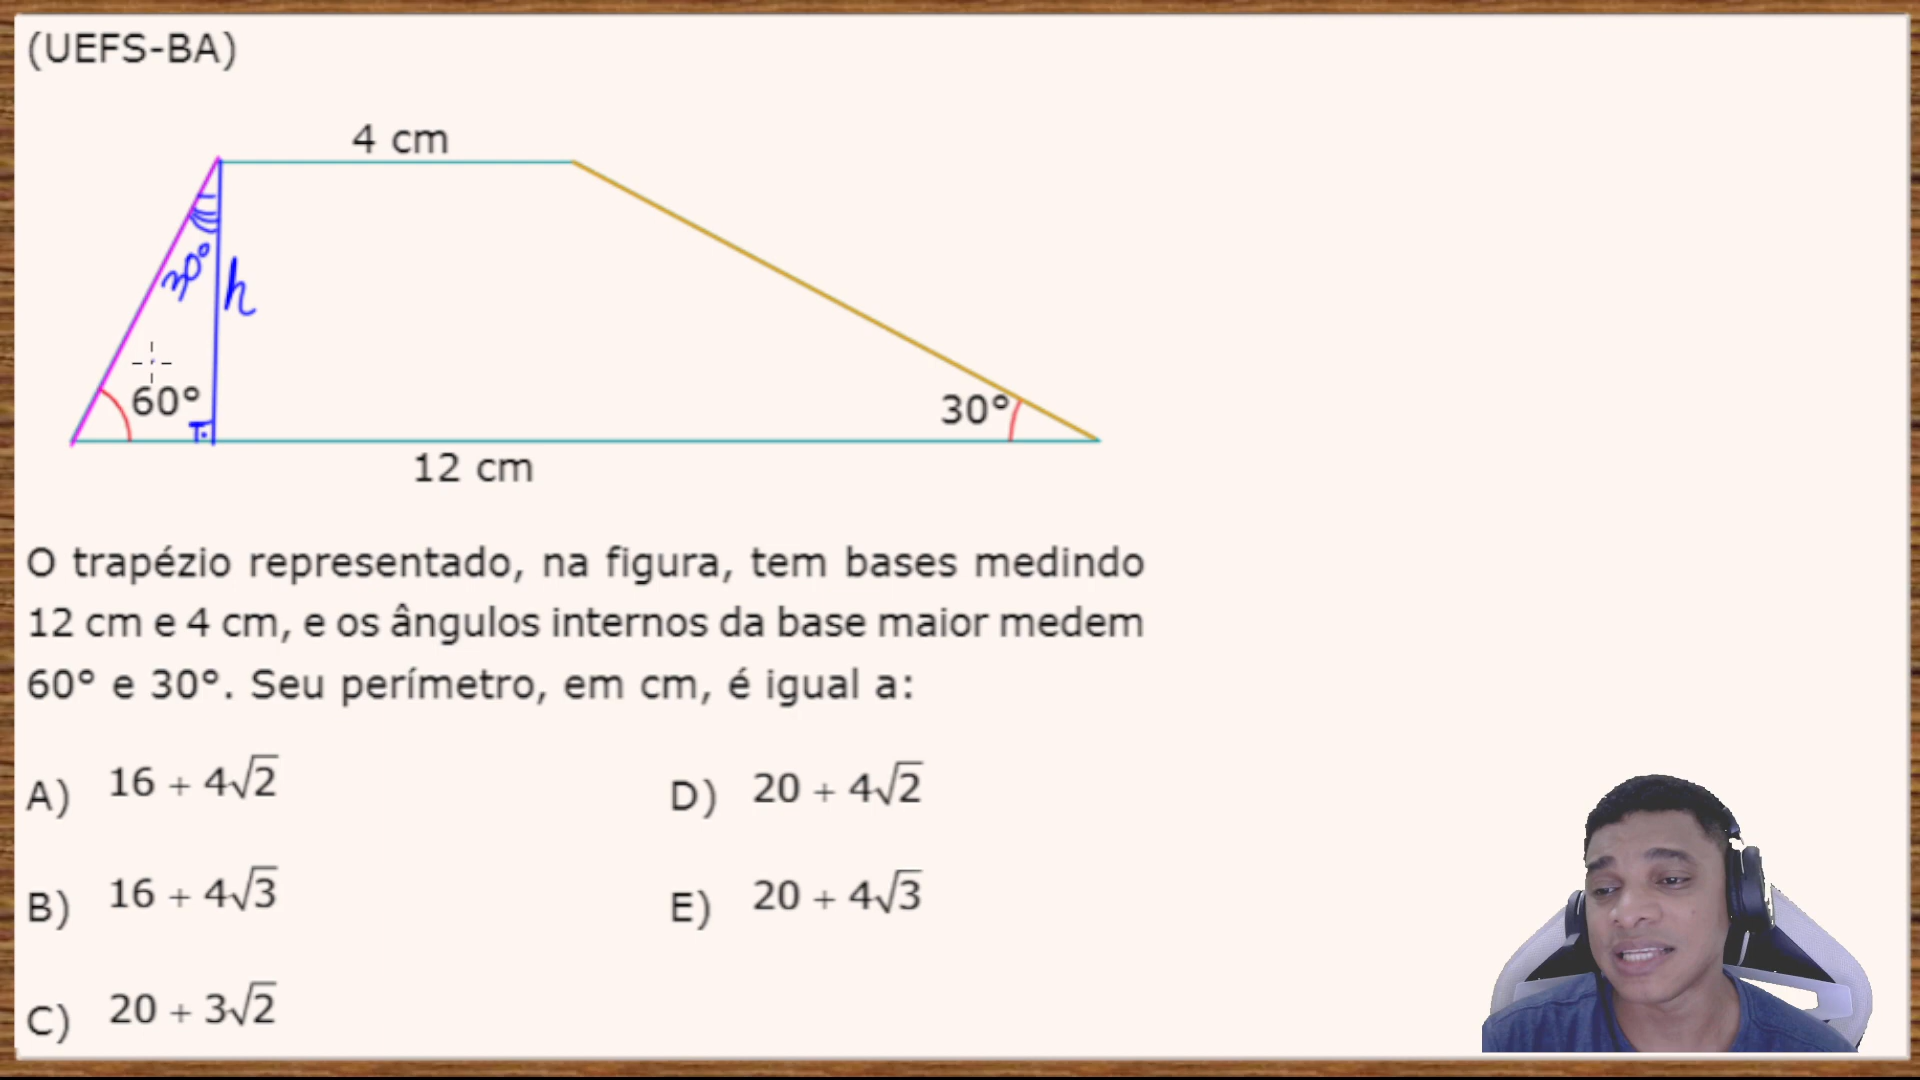 (UEFS-BA)
4 cm
30°
h
60°
30°
12 cm
O trapézio representado, na figura, tem bases medindo
12 cm e 4 cm, e os ângulos internos da base maior medem
60° e 30°. Seu perímetro, em cm, é igual a:
A) 16 + 4√2
D) 20 + 4√2
B) 16 + 4√3
E) 20 + 4√3
C) 20 + 3√2